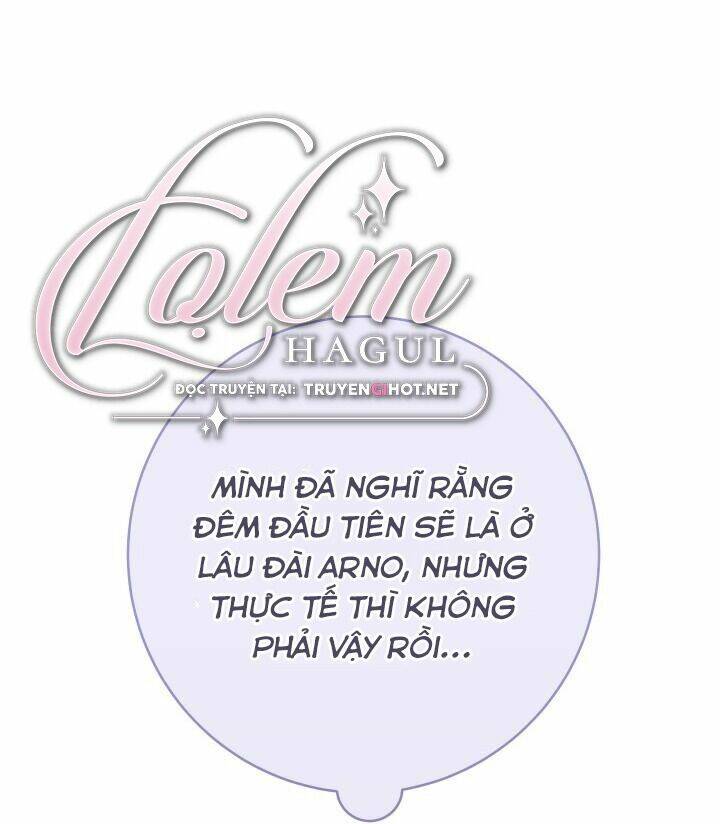 Lọlem
HAGUL
ĐỌC TRUYỆN TẠI: TRUYENGIHOT.NET
MÌNH ĐÃ NGHĨ RẰNG
ĐÊM ĐẦU TIÊN SẼ LÀ Ở
LÂU ĐÀI ARNO, NHƯNG
THỰC TẾ THÌ KHÔNG
PHẢI VẬY RỒI...